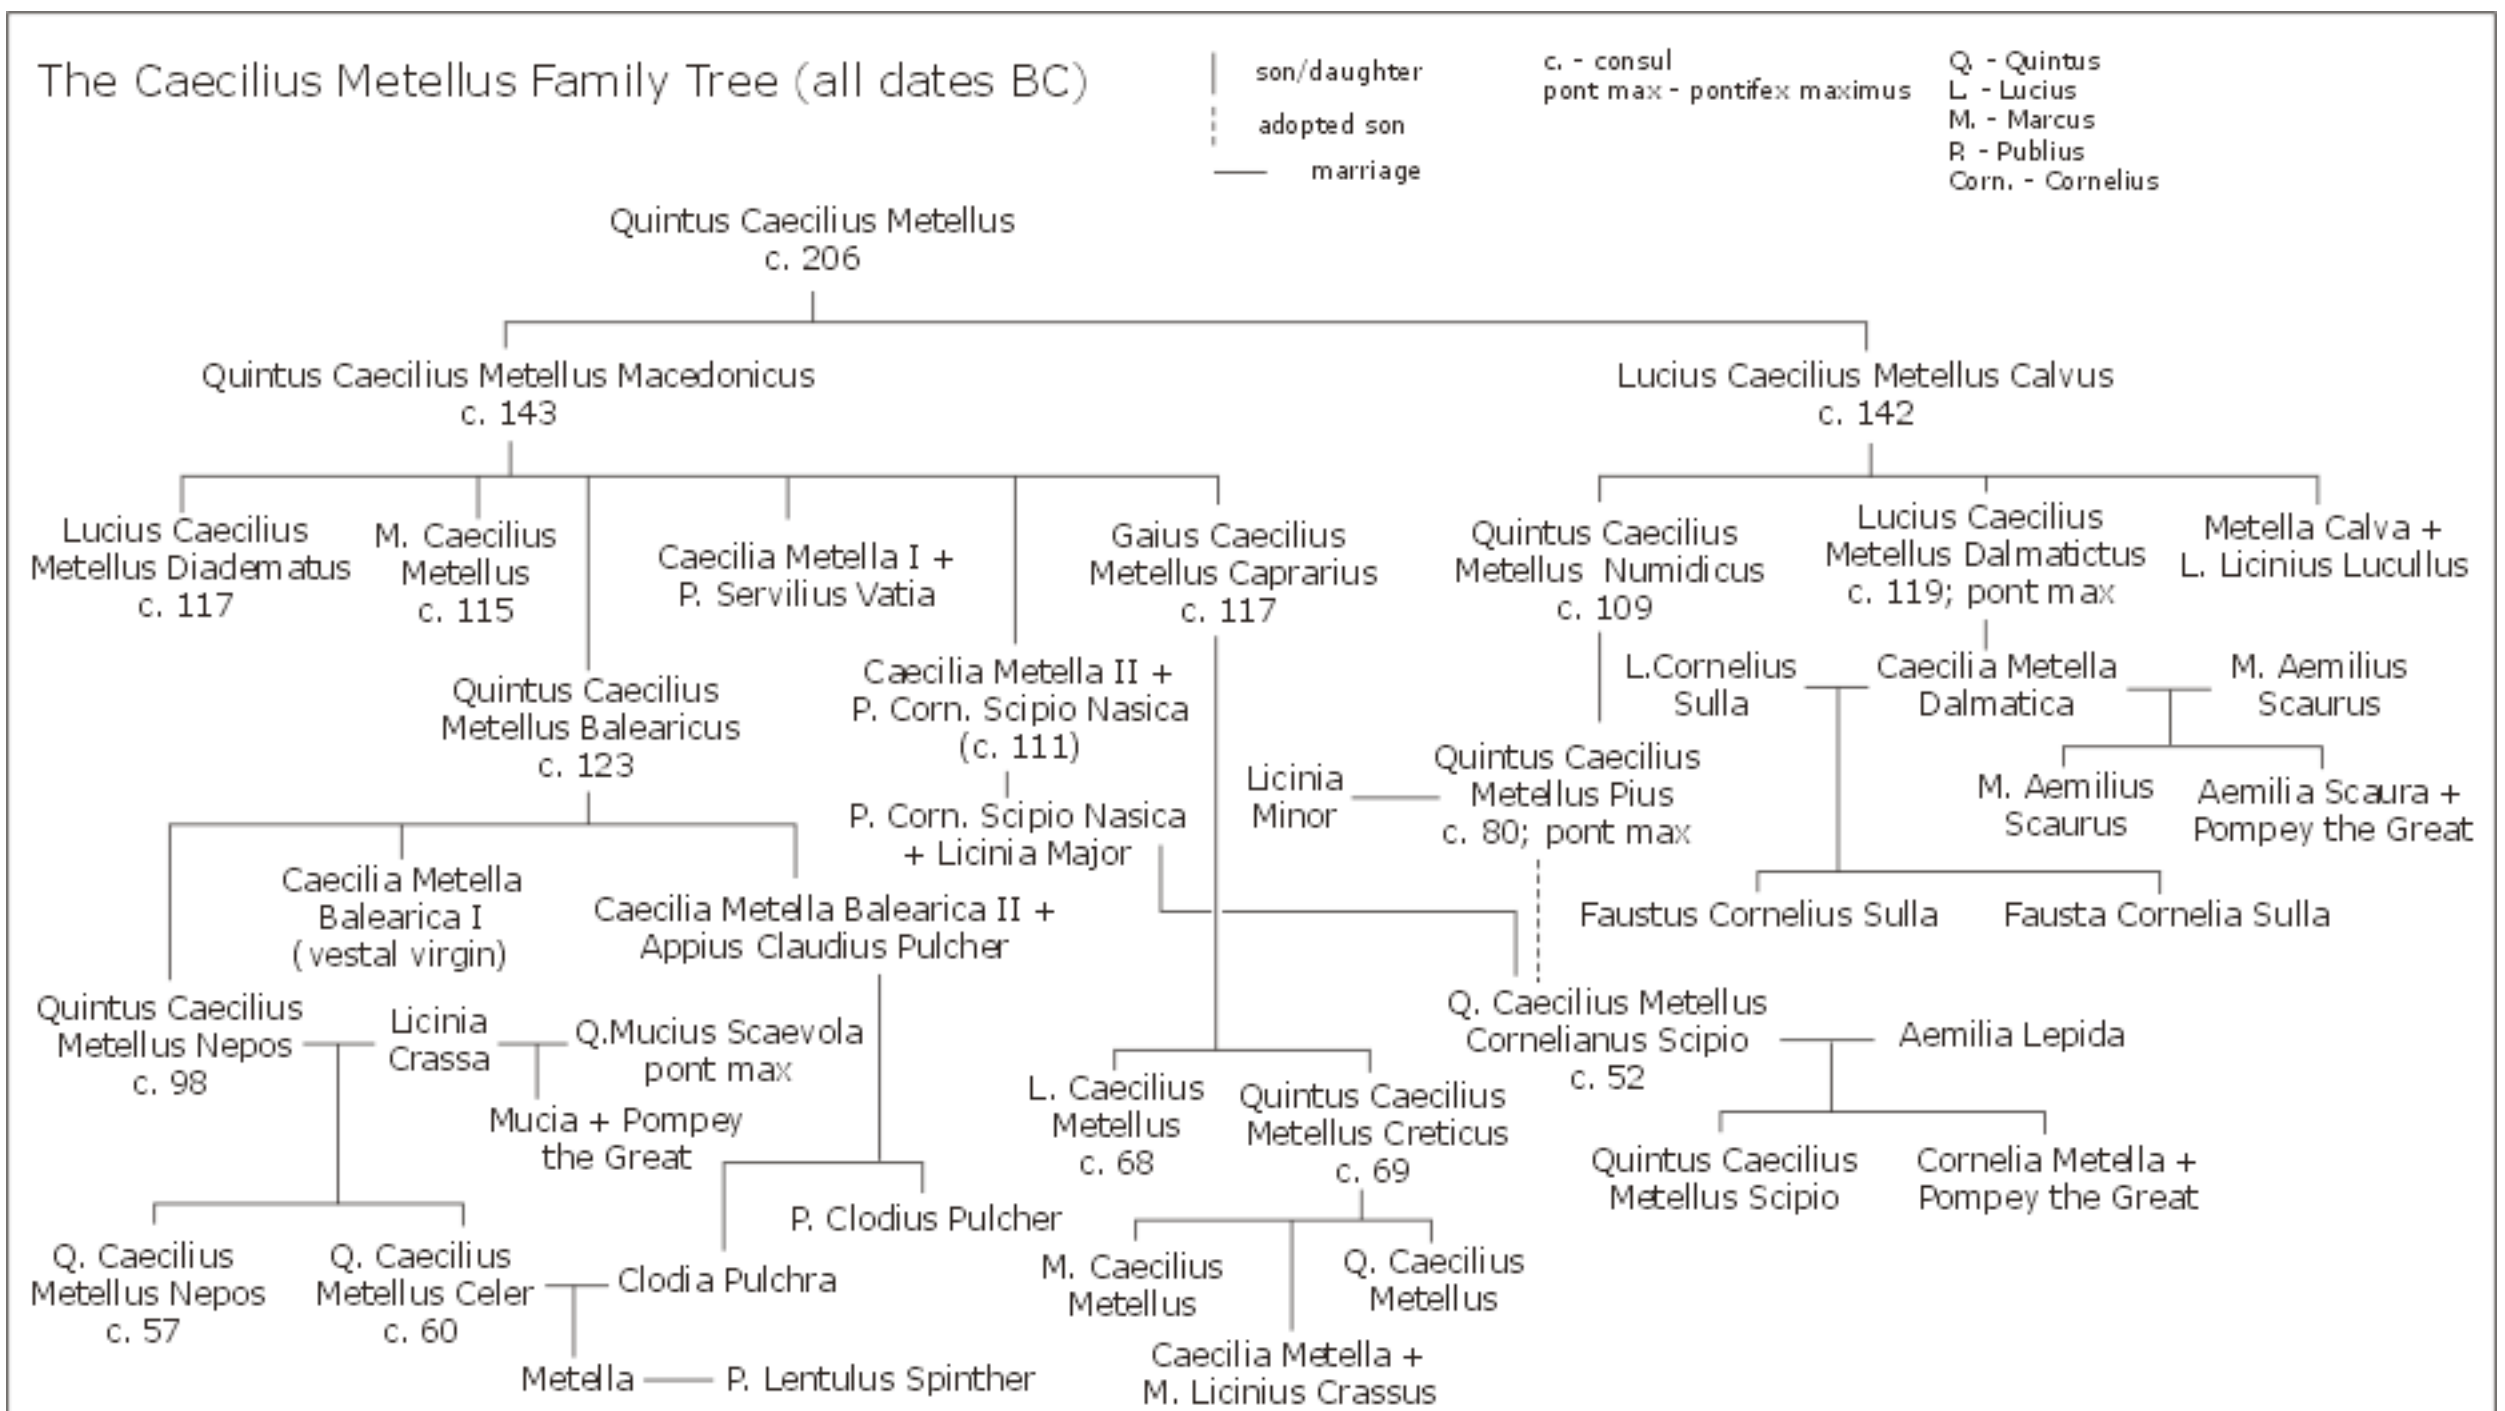 The Caecilius Metellus Family Tree (all dates BC)
son/daughter
adopted son
marriage
c. - consul
pont max - pontifex maximus
Q. - Quintus
L. - Lucius
M. - Marcus
P. - Publius
Corn. - Cornelius
Quintus Caecilius Metellus
c. 206
Quintus Caecilius Metellus Macedonicus
c. 143
Lucius Caecilius Metellus Calvus
c. 142
Lucius Caecilius
Metellus Diadematus
c. 117
M. Caecilius
Metellus
c. 115
Caecilia Metella I +
P. Servilius Vatia
Gaius Caecilius
Metellus Caprarius
c. 117
Quintus Caecilius
Metellus Numidicus
c. 109
Lucius Caecilius
Metellus Dalmatictus
c. 119; pont max
Metella Calva +
L. Licinius Lucullus
Quintus Caecilius
Metellus Balearicus
c. 123
Caecilia Metella II +
P. Corn. Scipio Nasica
(c. 111)
P. Corn. Scipio Nasica
+ Licinia Major
L.Cornelius
Sulla
Caecilia Metella
Dalmatica
M. Aemilius
Scaurus
Licinia
Minor
Quintus Caecilius
Metellus Pius
c. 80; pont max
M. Aemilius
Scaurus
Aemilia Scaura +
Pompey the Great
Caecilia Metella
Balearica I
(vestal virgin)
Caecilia Metella Balearica II +
Appius Claudius Pulcher
Faustus Cornelius Sulla
Fausta Cornelia Sulla
Quintus Caecilius
Metellus Nepos
c. 98
Licinia
Crassa
Q.Mucius Scaevola
pont max
Mucia + Pompey
the Great
Q. Caecilius Metellus
Cornelianus Scipio
c. 52
Aemilia Lepida
L. Caecilius
Metellus
c. 68
Quintus Caecilius
Metellus Creticus
c. 69
Quintus Caecilius
Metellus Scipio
Cornelia Metella +
Pompey the Great
P. Clodius Pulcher
Q. Caecilius
Metellus Nepos
c. 57
Q. Caecilius
Metellus Celer
c. 60
Clodia Pulchra
M. Caecilius
Metellus
Q. Caecilius
Metellus
Metella
P. Lentulus Spinther
Caecilia Metella +
M. Licinius Crassus